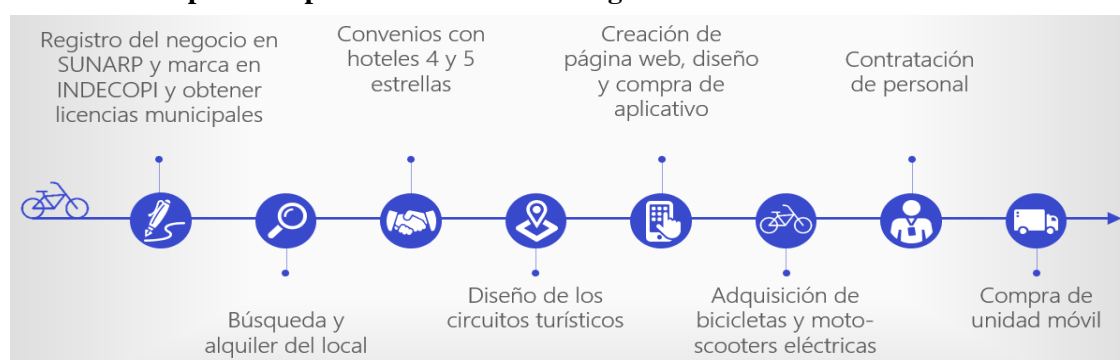 Registro del negocio en
SUNARP y marca en
INDECOPI y obtener
licencias municipales
Búsqueda y
alquiler del local
Convenios con
hoteles 4 y 5
estrellas
Diseño de los
circuitos turísticos
Creación de
página web, diseño
y compra de
aplicativo
Adquisición de
bicicletas y moto-
scooters eléctricas
Contratación
de personal
Compra de
unidad móvil